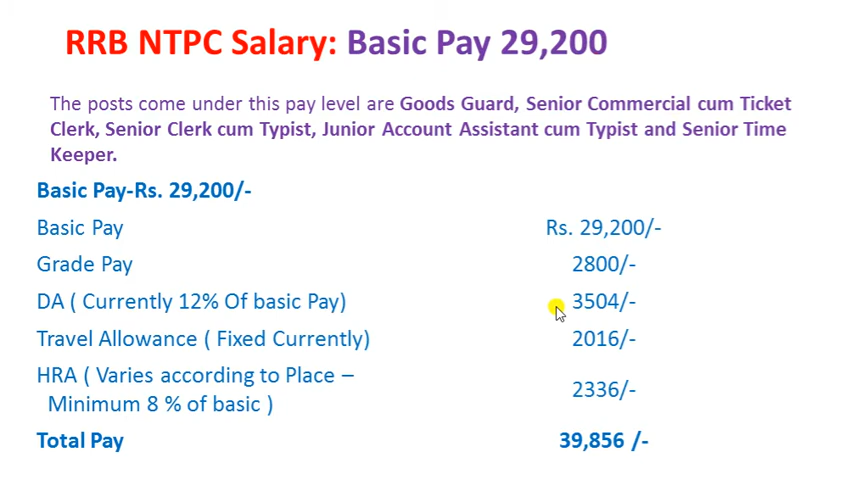 RRB NTPC Salary: Basic Pay 29,200
The posts come under this pay level are Goods Guard, Senior Commercial cum Ticket
Clerk, Senior Clerk cum Typist, Junior Account Assistant cum Typist and Senior Time
Keeper.
Basic Pay-Rs. 29,200/-
Basic Pay Rs. 29,200/-
Grade Pay 2800/-
DA ( Currently 12% Of basic Pay) 3504/-
Travel Allowance ( Fixed Currently) 2016/-
HRA ( Varies according to Place –
Minimum 8 % of basic ) 2336/-
Total Pay 39,856 /-